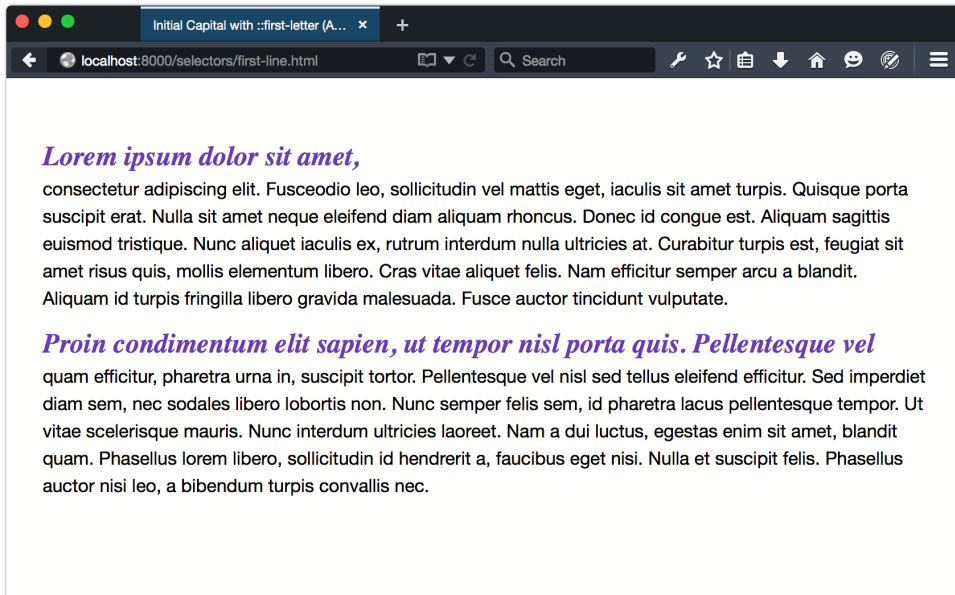 Initial Capital with ::first-letter (A...
localhost:8000/selectors/first-line.html
Search
Lorem ipsum dolor sit amet,
consectetur adipiscing elit. Fusceodio leo, sollicitudin vel mattis eget, iaculis sit amet turpis. Quisque porta
suscipit erat. Nulla sit amet neque eleifend diam aliquam rhoncus. Donec id congue est. Aliquam sagittis
euismod tristique. Nunc aliquet iaculis ex, rutrum interdum nulla ultricies at. Curabitur turpis est, feugiat sit
amet risus quis, mollis elementum libero. Cras vitae aliquet felis. Nam efficitur semper arcu a blandit.
Aliquam id turpis fringilla libero gravida malesuada. Fusce auctor tincidunt vulputate.
Proin condimentum elit sapien, ut tempor nisl porta quis. Pellentesque vel
quam efficitur, pharetra urna in, suscipit tortor. Pellentesque vel nisl sed tellus eleifend efficitur. Sed imperdiet
diam sem, nec sodales libero lobortis non. Nunc semper felis sem, id pharetra lacus pellentesque tempor. Ut
vitae scelerisque mauris. Nunc interdum ultricies laoreet. Nam a dui luctus, egestas enim sit amet, blandit
quam. Phasellus lorem libero, sollicitudin id hendrerit a, faucibus eget nisi. Nulla et suscipit felis. Phasellus
auctor nisi leo, a bibendum turpis convallis nec.